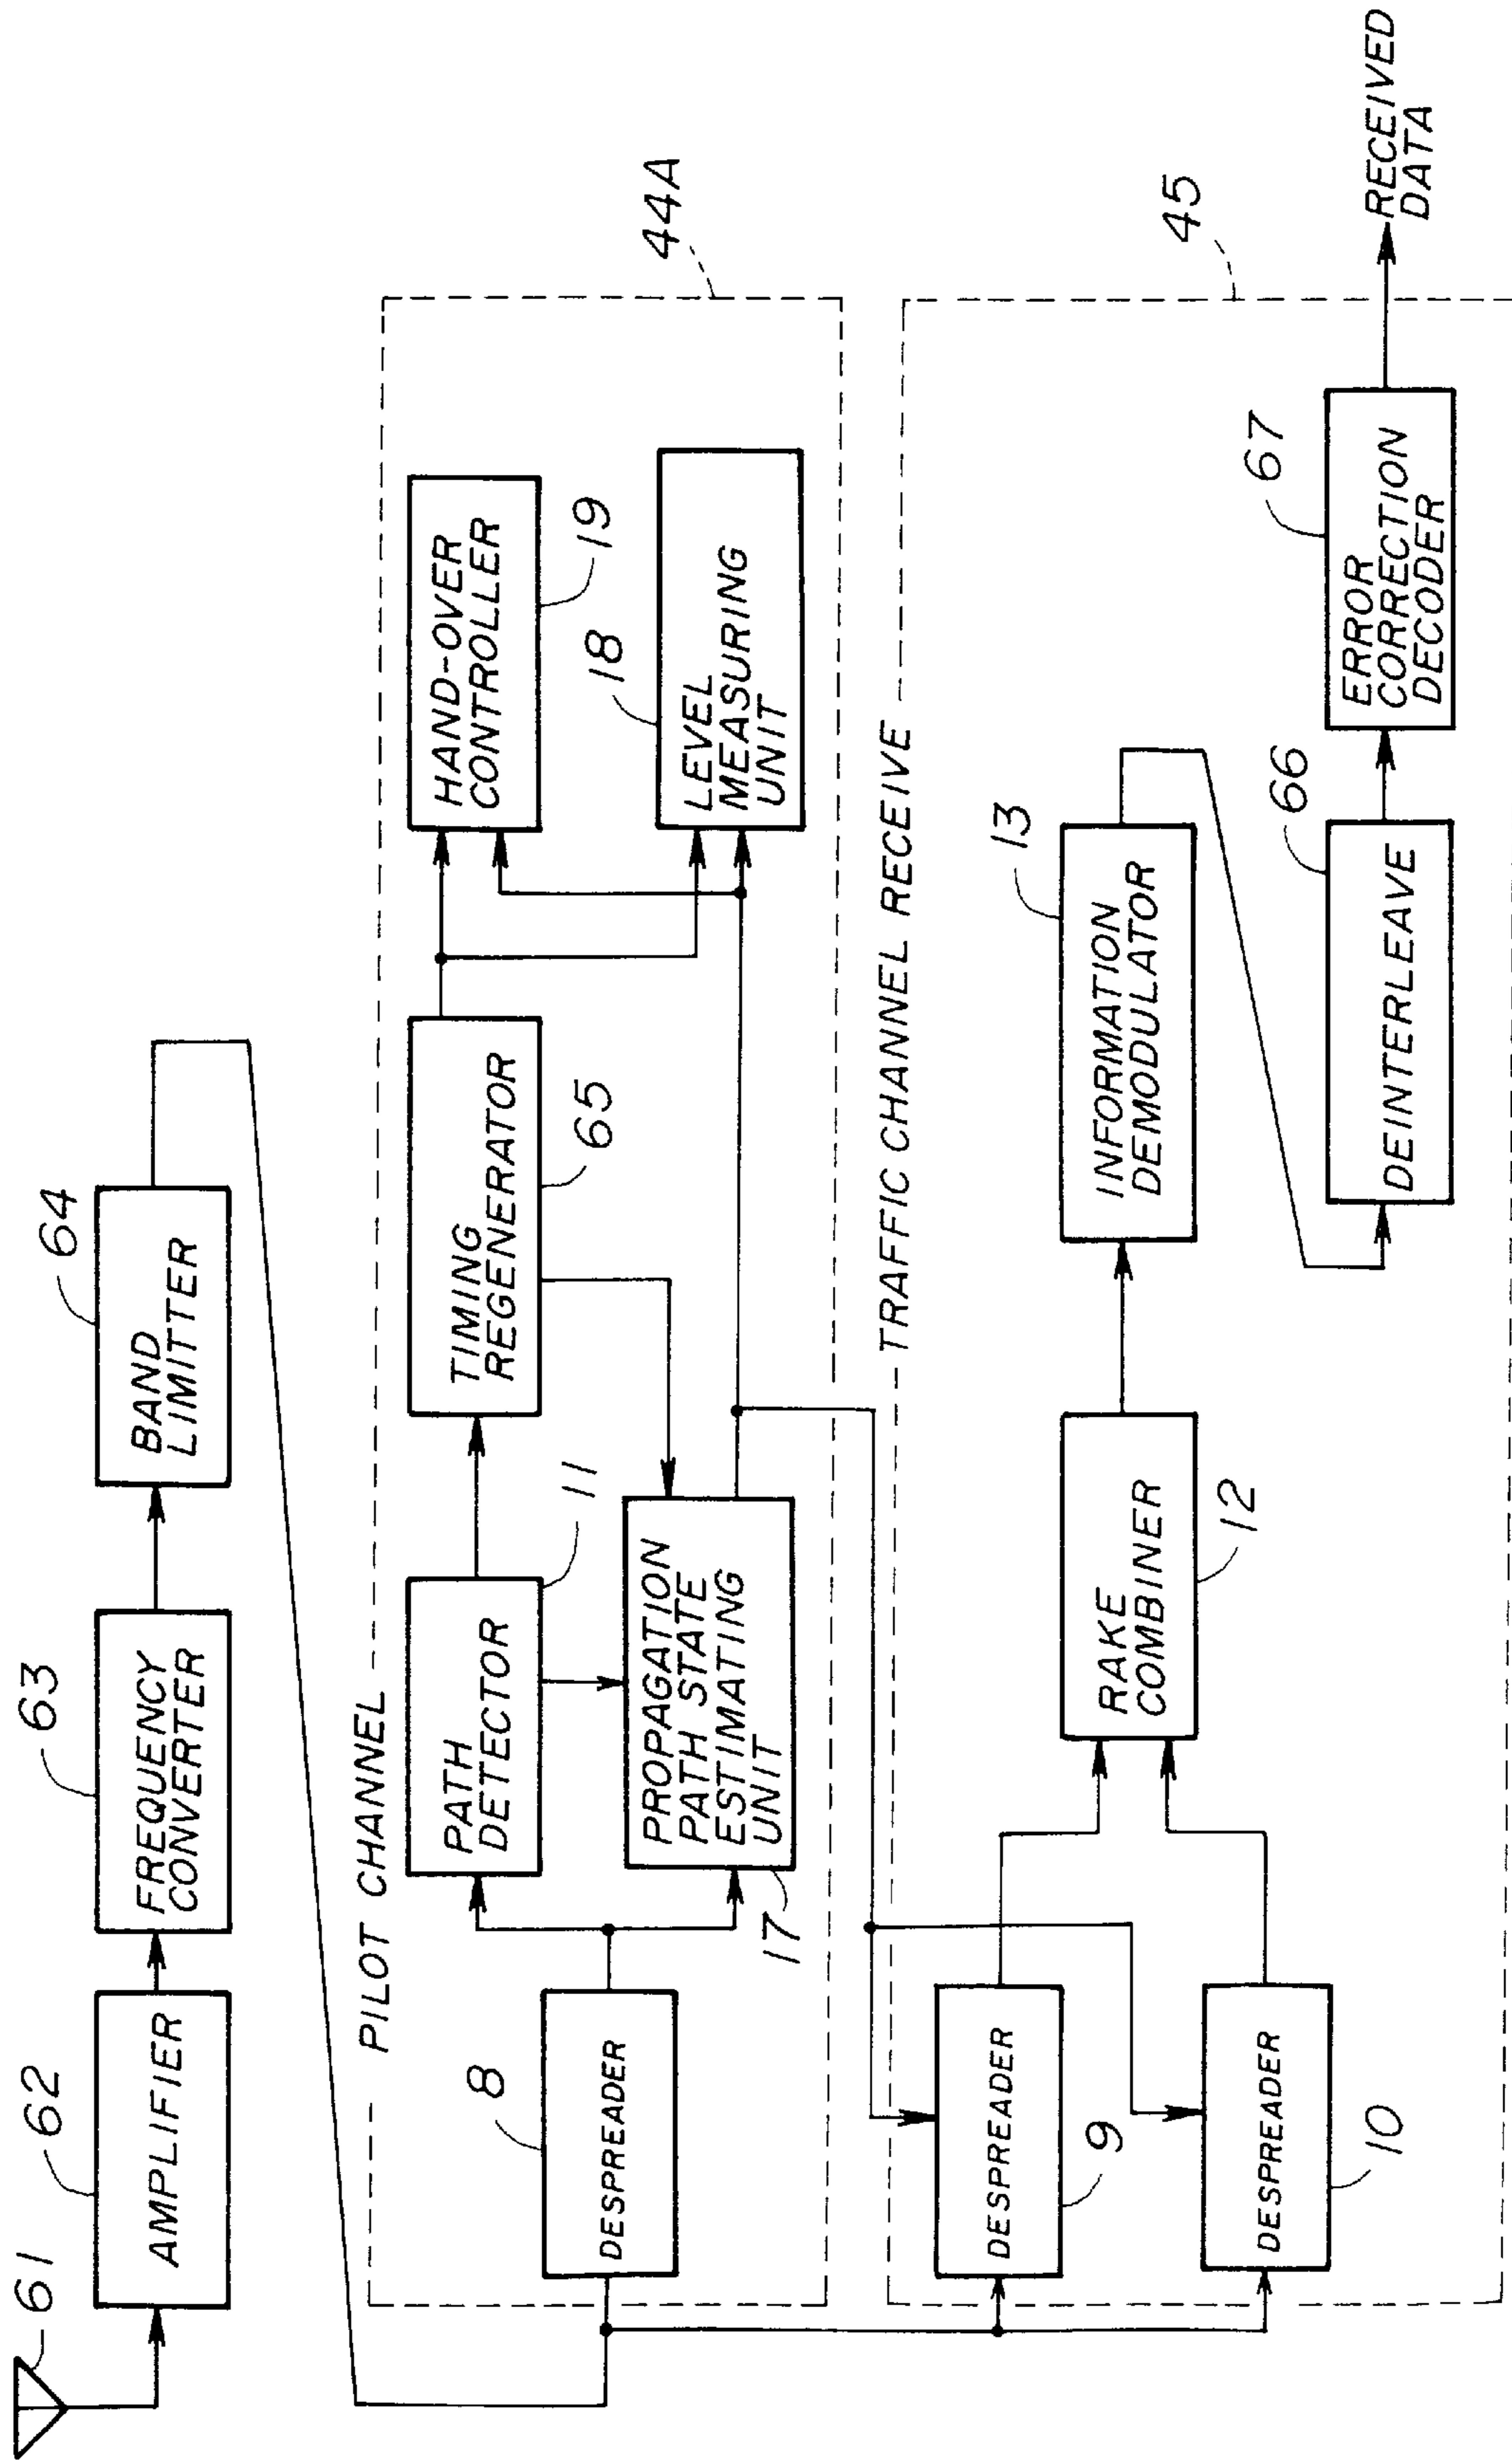 61
62
AMPLIFIER
63
FREQUENCY
CONVERTER
64
BAND
LIMITTER
PILOT CHANNEL
44A
8
DESPREADER
PATH
DETECTOR
11
TIMING
REGENERATOR
65
HAND-OVER
CONTROLLER
19
PROPAGATION
PATH STATE
ESTIMATING
UNIT
17
18
LEVEL
MEASURING
UNIT
TRAFFIC CHANNEL RECEIVE
45
DESPREADER
9
DESPREADER
10
RAKE
COMBINER
12
13
INFORMATION
DEMODULATOR
66
DEINTERLEAVE
67
ERROR
CORRECTION
DECODER
RECEIVED
DATA